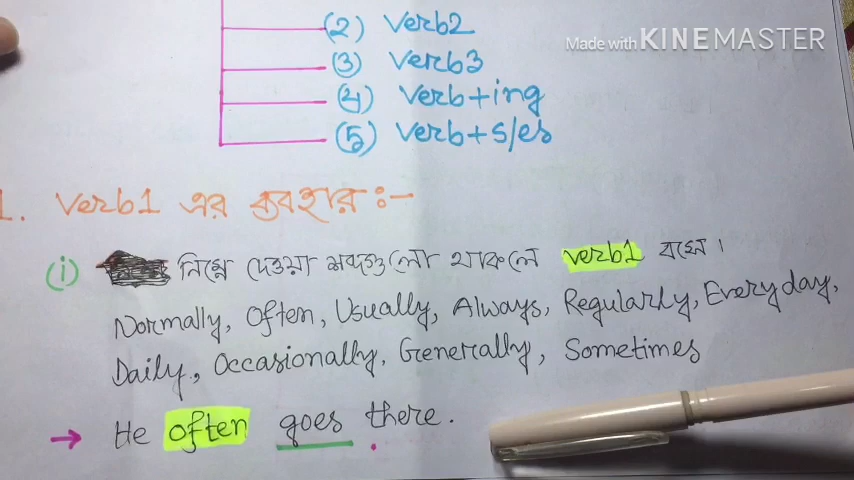 (2) Verb2
Made with KINEMASTER
(3) Verb3
(4) Verb+ing
(5) Verb+s/es
1. Verb1 এর ব্যবহার :-
(i) নিম্নে দেওয়া শব্দগুলো থাকলে verb1 বসে।
Normally, Often, Usually, Always, Regularly, Everyday,
Daily, Occasionally, Generally, Sometimes
→ He often goes there.